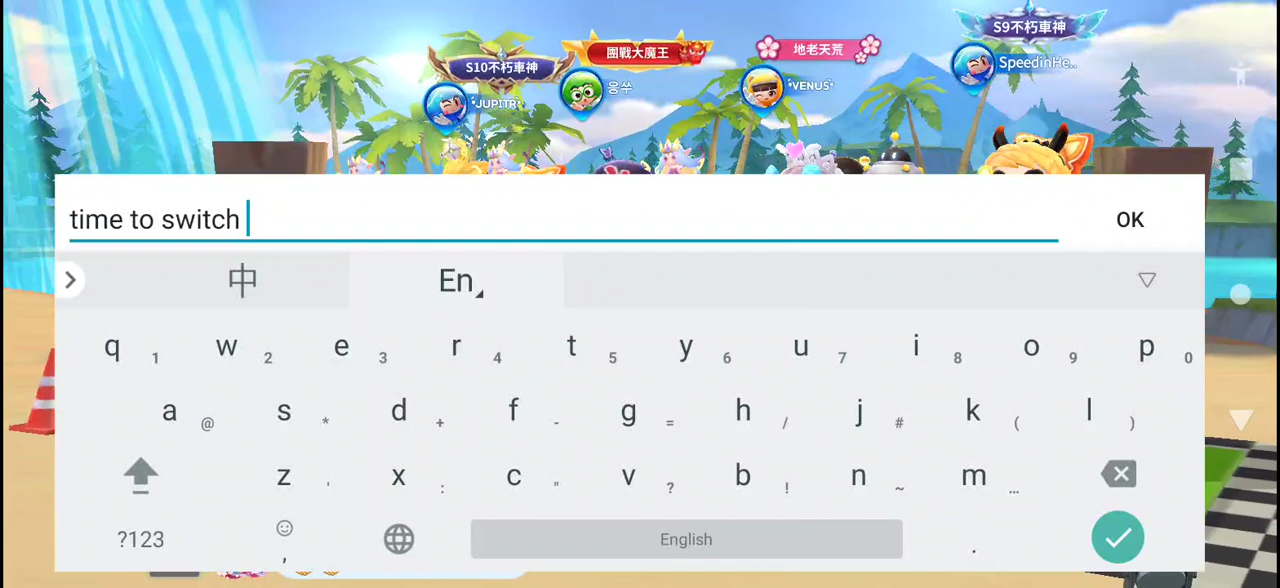 S9不朽車神
SpeedinHe..
地老天荒
•VENUS•
團戰大魔王
웅쑤
S10不朽車神
•JUPITR•
time to switch
OK
中
En
q 1 w 2 e 3 r 4 t 5 y 6 u 7 i 8 o 9 p 0
a @ s * d + f - g = h / j # k ( l )
z ' x : c " v ? b ! n ~ m …
?123 , English .